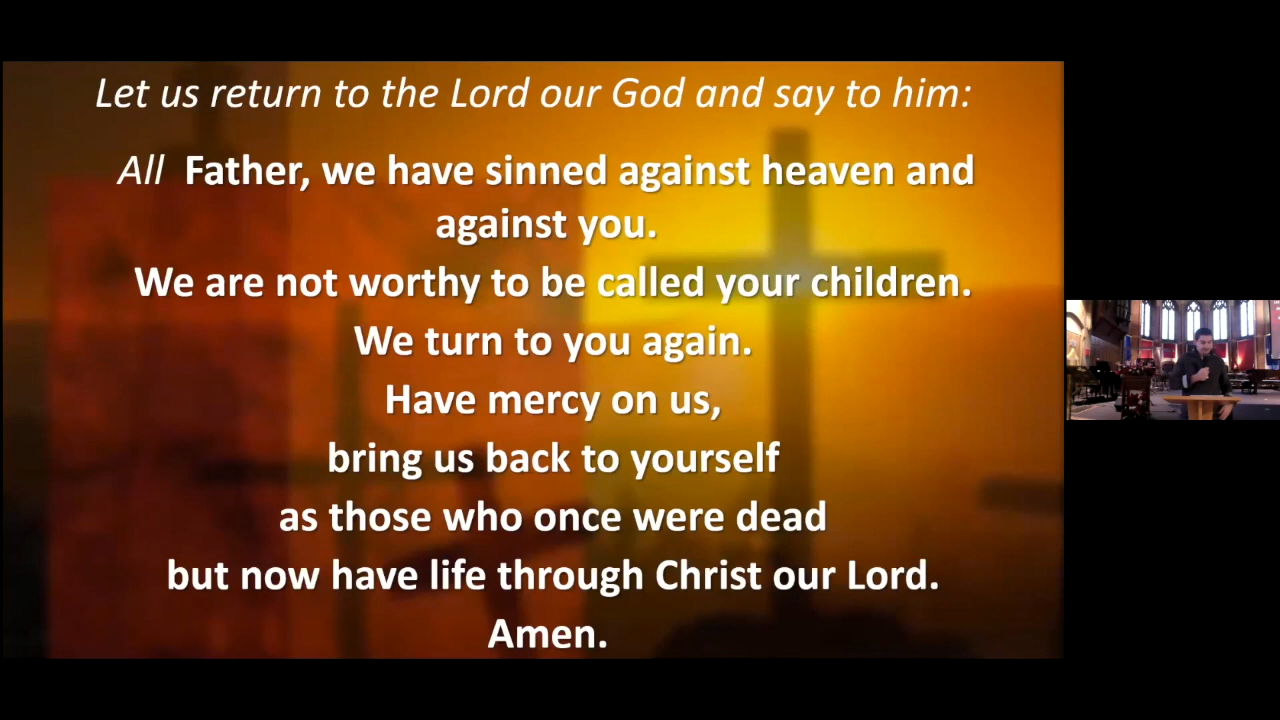 Let us return to the Lord our God and say to him:
All Father, we have sinned against heaven and
against you.
We are not worthy to be called your children.
We turn to you again.
Have mercy on us,
bring us back to yourself
as those who once were dead
but now have life through Christ our Lord.
Amen.